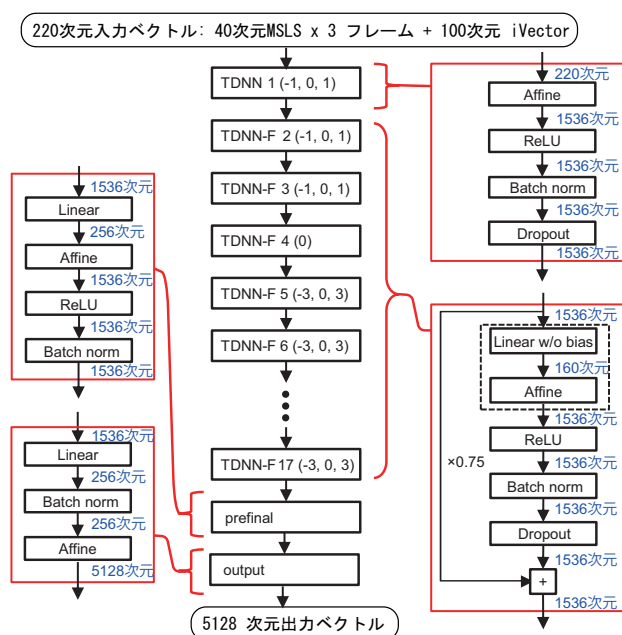 220次元入力ベクトル: 40次元MSLS x 3 フレーム + 100次元 iVector
TDNN 1 (-1, 0, 1)
TDNN-F 2 (-1, 0, 1)
TDNN-F 3 (-1, 0, 1)
TDNN-F 4 (0)
TDNN-F 5 (-3, 0, 3)
TDNN-F 6 (-3, 0, 3)
TDNN-F 17 (-3, 0, 3)
prefinal
output
5128 次元出力ベクトル
1536次元
Linear
256次元
Affine
1536次元
ReLU
1536次元
Batch norm
1536次元
1536次元
Linear
256次元
Batch norm
256次元
Affine
5128次元
220次元
Affine
1536次元
ReLU
1536次元
Batch norm
1536次元
Dropout
1536次元
1536次元
Linear w/o bias
160次元
Affine
1536次元
ReLU
×0.75
1536次元
Batch norm
1536次元
Dropout
1536次元
+
1536次元